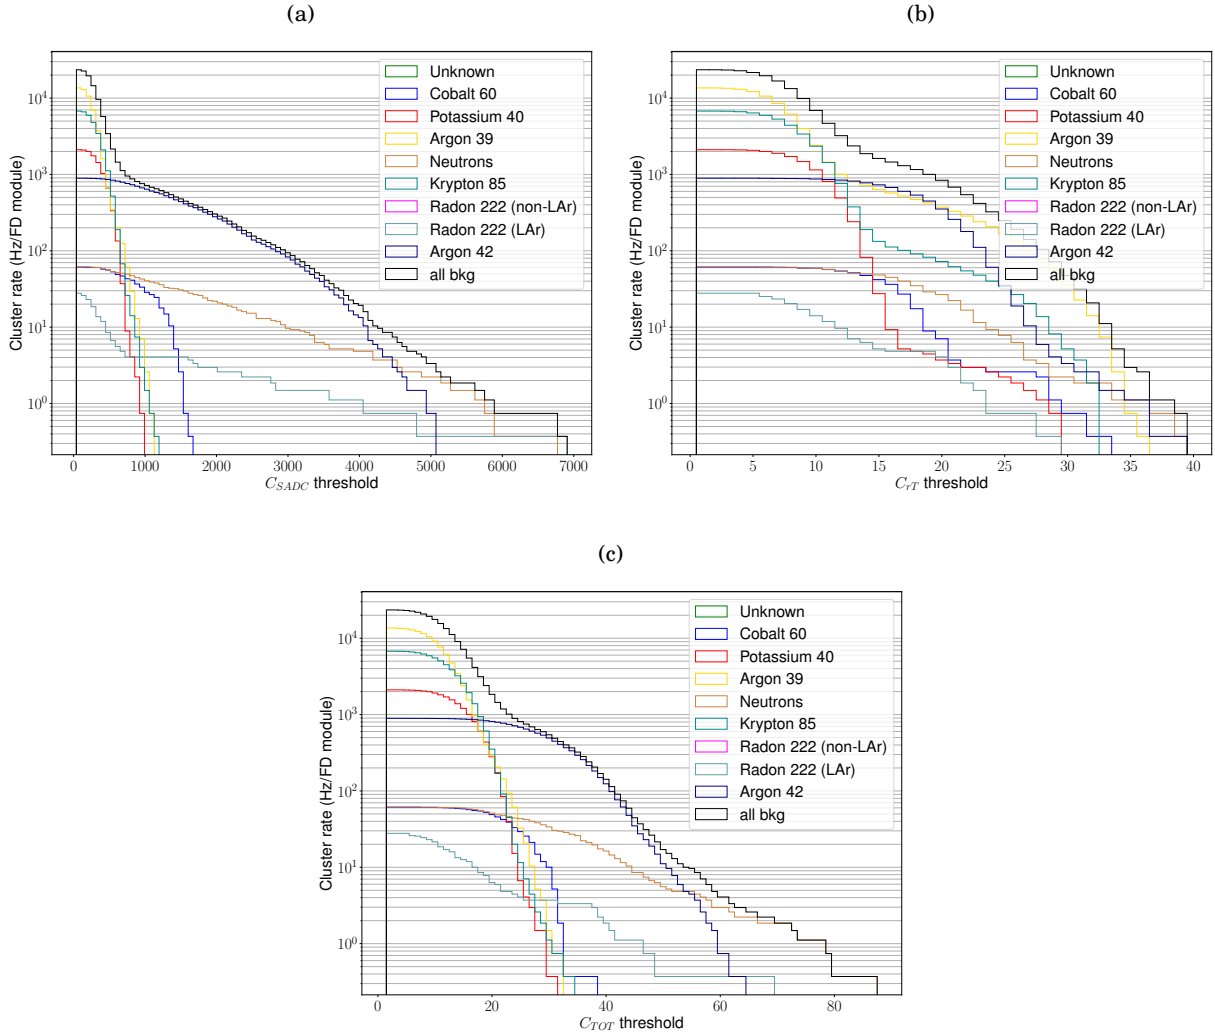 (a)
Cluster rate (Hz/FD module)
10^4
10^3
10^2
10^1
10^0
0 1000 2000 3000 4000 5000 6000 7000
C_{SADC} threshold
Unknown
Cobalt 60
Potassium 40
Argon 39
Neutrons
Krypton 85
Radon 222 (non-LAr)
Radon 222 (LAr)
Argon 42
all bkg
(b)
Cluster rate (Hz/FD module)
10^4
10^3
10^2
10^1
10^0
0 5 10 15 20 25 30 35 40
C_{rT} threshold
Unknown
Cobalt 60
Potassium 40
Argon 39
Neutrons
Krypton 85
Radon 222 (non-LAr)
Radon 222 (LAr)
Argon 42
all bkg
(c)
Cluster rate (Hz/FD module)
10^4
10^3
10^2
10^1
10^0
0 20 40 60 80
C_{TOT} threshold
Unknown
Cobalt 60
Potassium 40
Argon 39
Neutrons
Krypton 85
Radon 222 (non-LAr)
Radon 222 (LAr)
Argon 42
all bkg